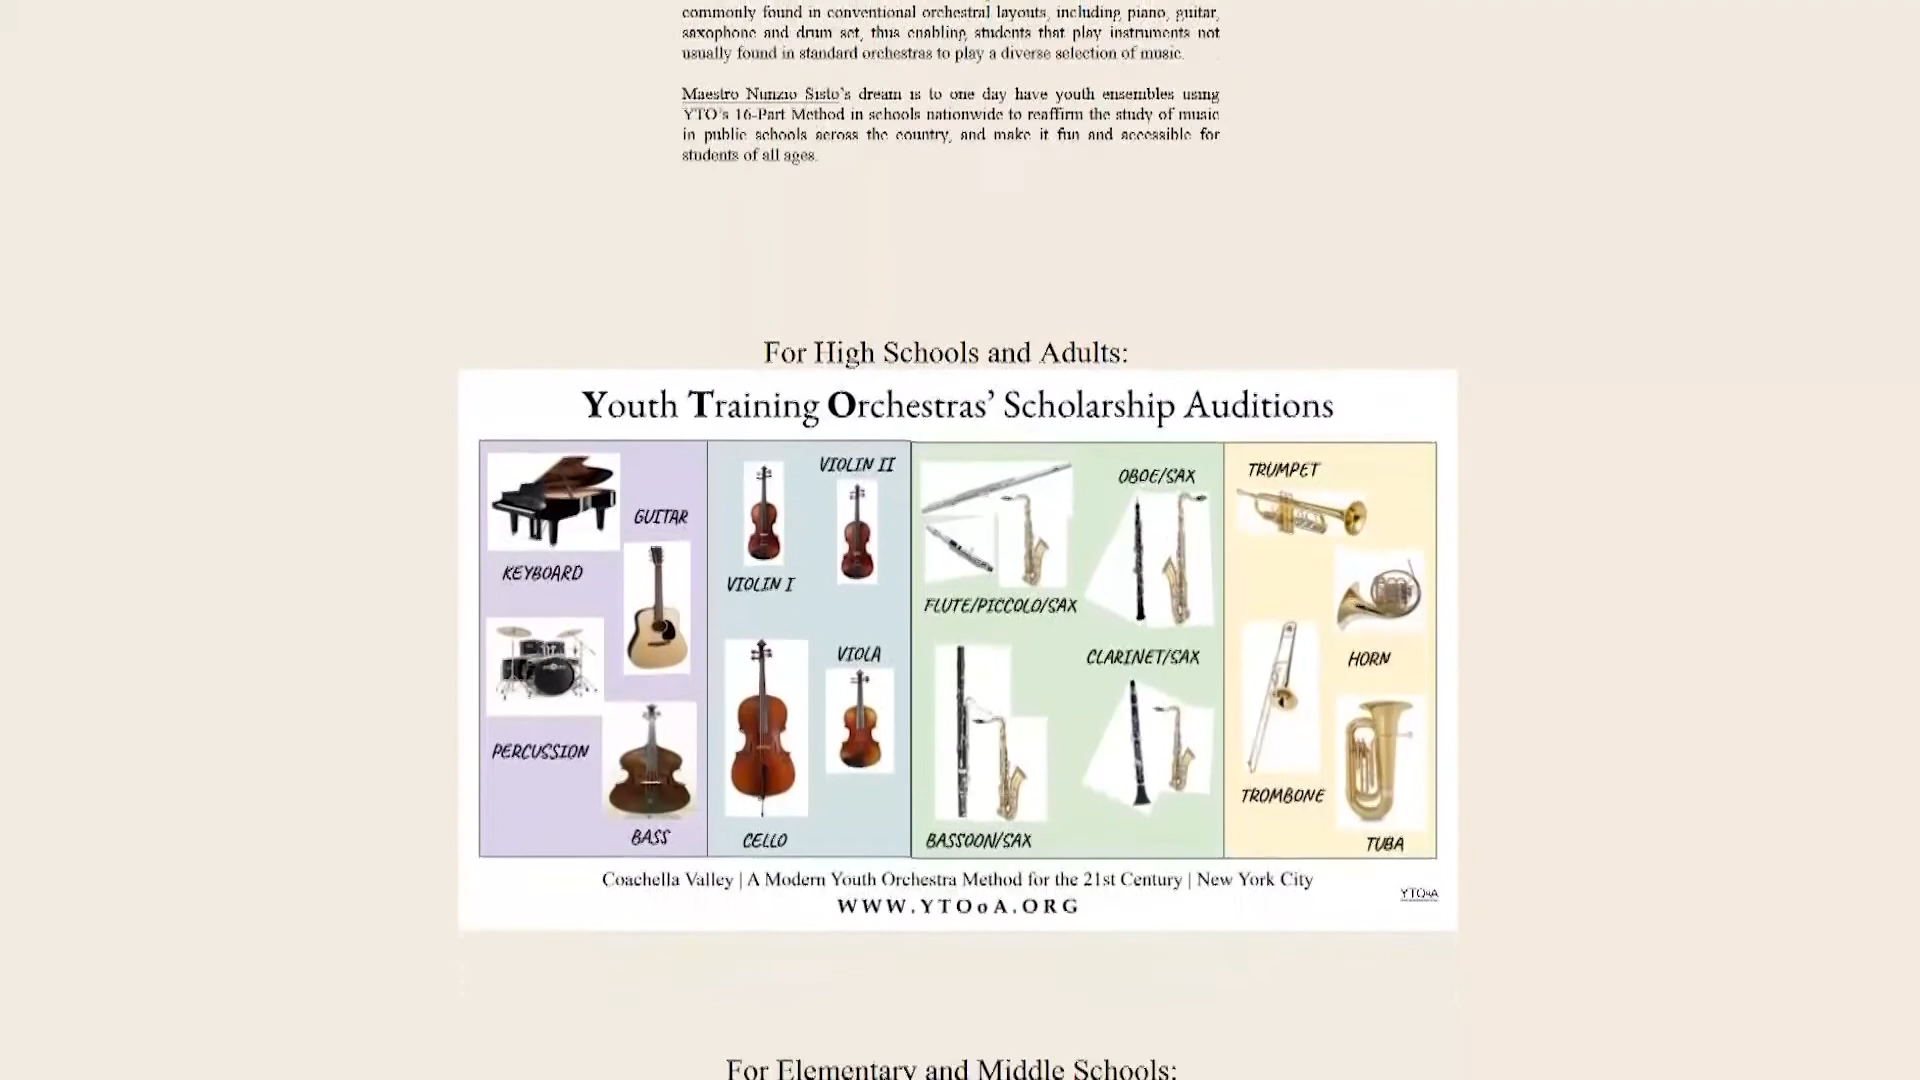 commonly found in conventional orchestral layouts, including piano, guitar,
saxophone and drum set, thus enabling students that play instruments not
usually found in standard orchestras to play a diverse selection of music.
Maestro Nunzio Sisto's dream is to one day have youth ensembles using
YTO's 16-Part Method in schools nationwide to reaffirm the study of music
in public schools across the country, and make it fun and accessible for
students of all ages.
For High Schools and Adults:
Youth Training Orchestras' Scholarship Auditions
KEYBOARD
GUITAR
PERCUSSION
BASS
VIOLIN I
VIOLIN II
CELLO
VIOLA
FLUTE/PICCOLO/SAX
OBOE/SAX
BASSOON/SAX
CLARINET/SAX
TRUMPET
HORN
TROMBONE
TUBA
Coachella Valley | A Modern Youth Orchestra Method for the 21st Century | New York City
WWW.YTOoA.ORG
YTOoA
For Elementary and Middle Schools: